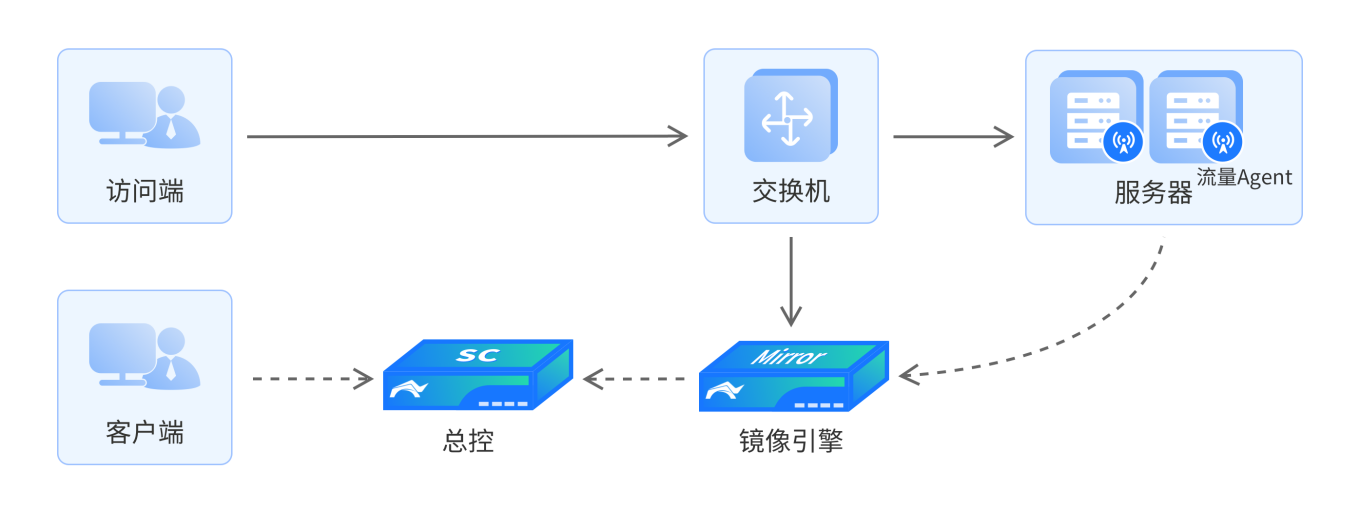 访问端
交换机
服务器
流量Agent
客户端
SC
总控
Mirror
镜像引擎